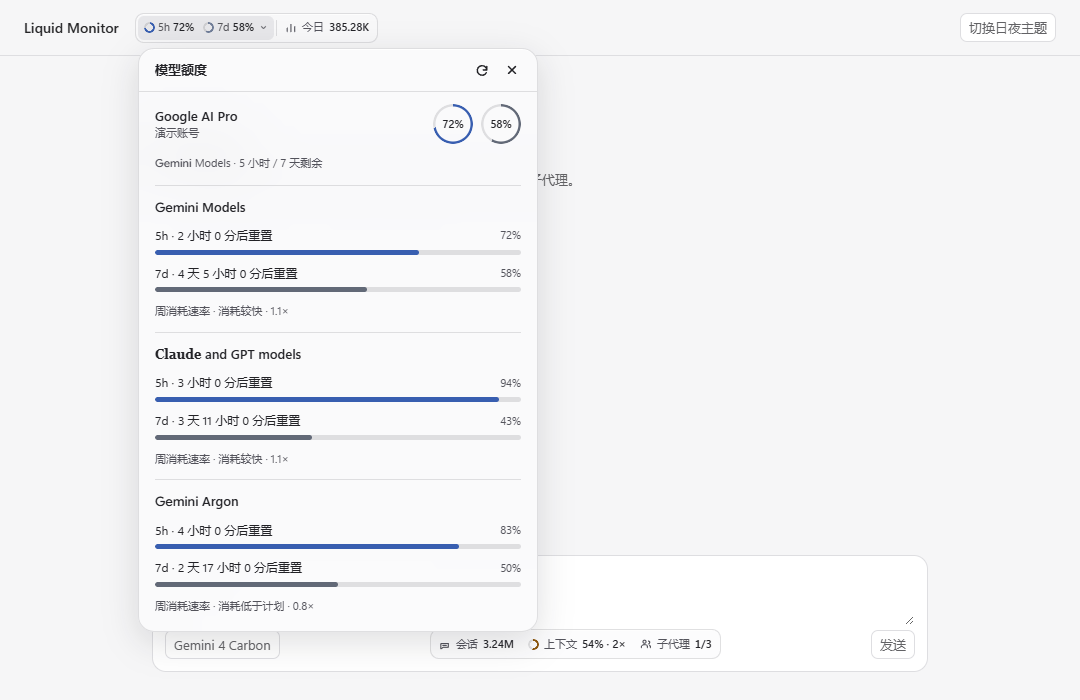 Liquid Monitor
5h 72% 7d 58%
今日 385.28K
切换日夜主题
模型额度
Google AI Pro
演示账号
72%
58%
Gemini Models · 5 小时 / 7 天剩余
子代理。
Gemini Models
5h · 2 小时 0 分后重置
72%
7d · 4 天 5 小时 0 分后重置
58%
周消耗速率 · 消耗较快 · 1.1×
Claude and GPT models
5h · 3 小时 0 分后重置
94%
7d · 3 天 11 小时 0 分后重置
43%
周消耗速率 · 消耗较快 · 1.1×
Gemini Argon
5h · 4 小时 0 分后重置
83%
7d · 2 天 17 小时 0 分后重置
50%
周消耗速率 · 消耗低于计划 · 0.8×
Gemini 4 Carbon
会话 3.24M
上下文 54% · 2×
子代理 1/3
发送